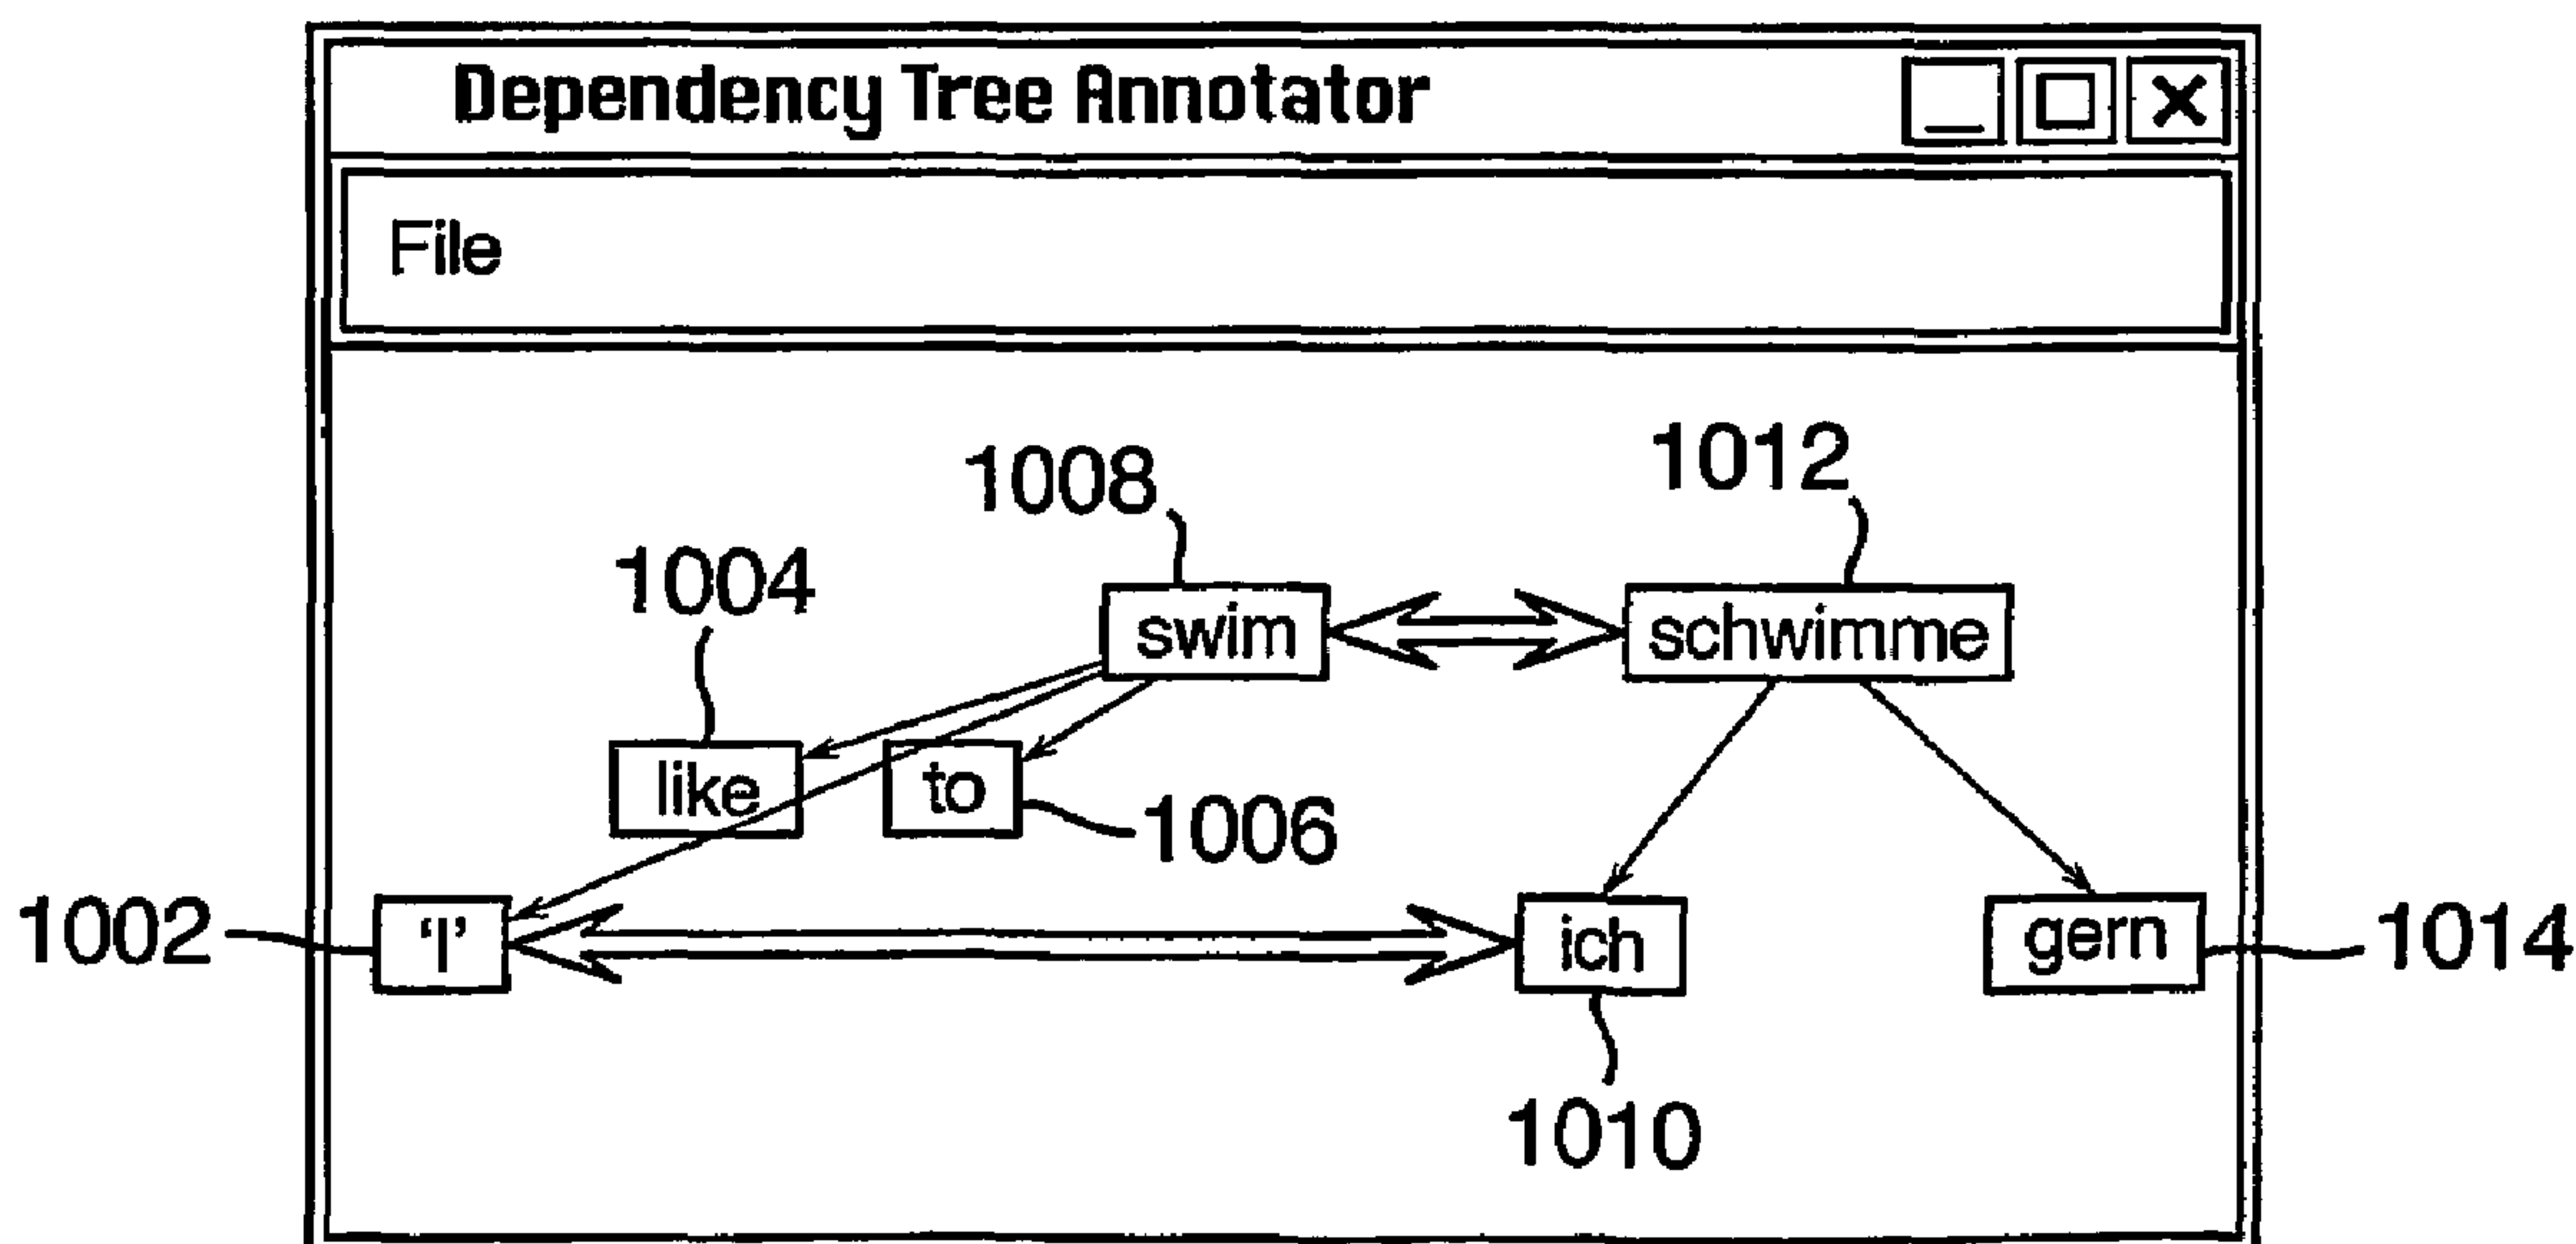 Dependency Tree Annotator
File
1012
1008
1004
swim schwimme
like to
1006
1002 'I' ich gern 1014
1010